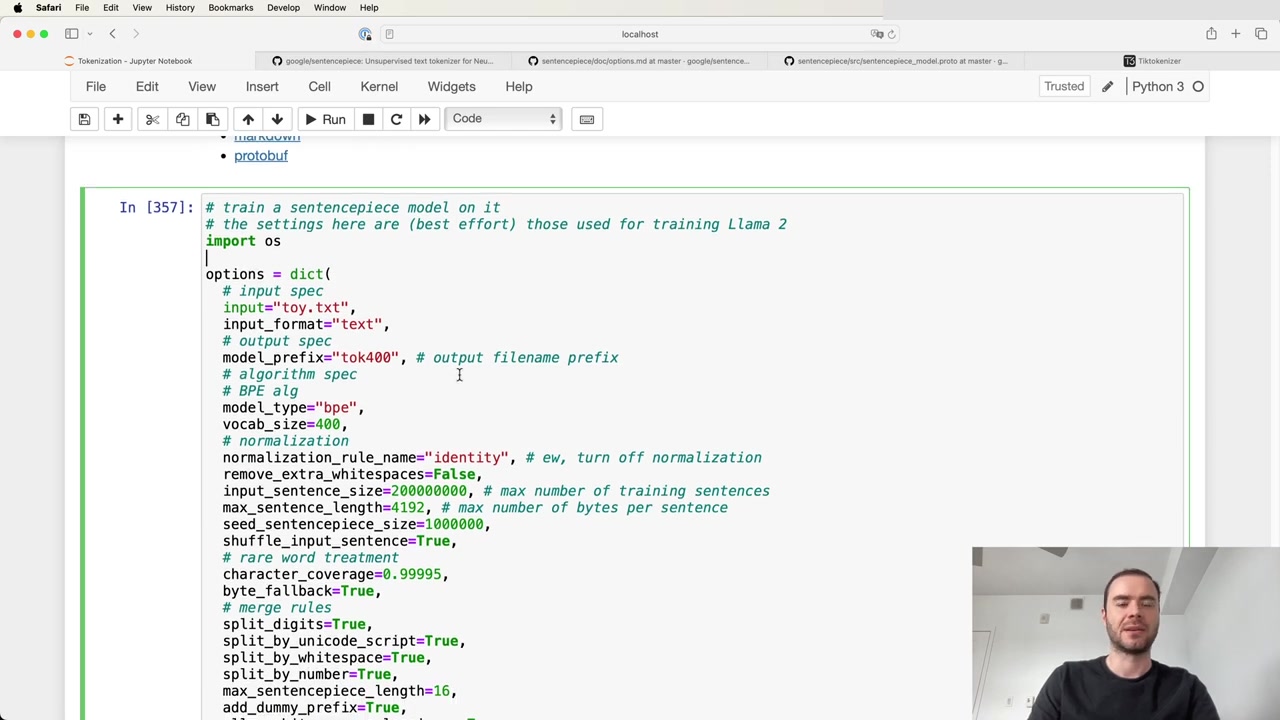 Safari File Edit View History Bookmarks Develop Window Help
localhost
Tokenization - Jupyter Notebook
google/sentencepiece: Unsupervised text tokenizer for Neu...
sentencepiece/doc/options.md at master · google/sentence...
sentencepiece/src/sentencepiece_model.proto at master · g...
T3 Tiktokenizer
File Edit View Insert Cell Kernel Widgets Help
Trusted
Python 3
Run
Code
markdown
protobuf
In [357]:
# train a sentencepiece model on it
# the settings here are (best effort) those used for training Llama 2
import os
options = dict(
# input spec
input="toy.txt",
input_format="text",
# output spec
model_prefix="tok400", # output filename prefix
# algorithm spec
# BPE alg
model_type="bpe",
vocab_size=400,
# normalization
normalization_rule_name="identity", # ew, turn off normalization
remove_extra_whitespaces=False,
input_sentence_size=200000000, # max number of training sentences
max_sentence_length=4192, # max number of bytes per sentence
seed_sentencepiece_size=1000000,
shuffle_input_sentence=True,
# rare word treatment
character_coverage=0.99995,
byte_fallback=True,
# merge rules
split_digits=True,
split_by_unicode_script=True,
split_by_whitespace=True,
split_by_number=True,
max_sentencepiece_length=16,
add_dummy_prefix=True,